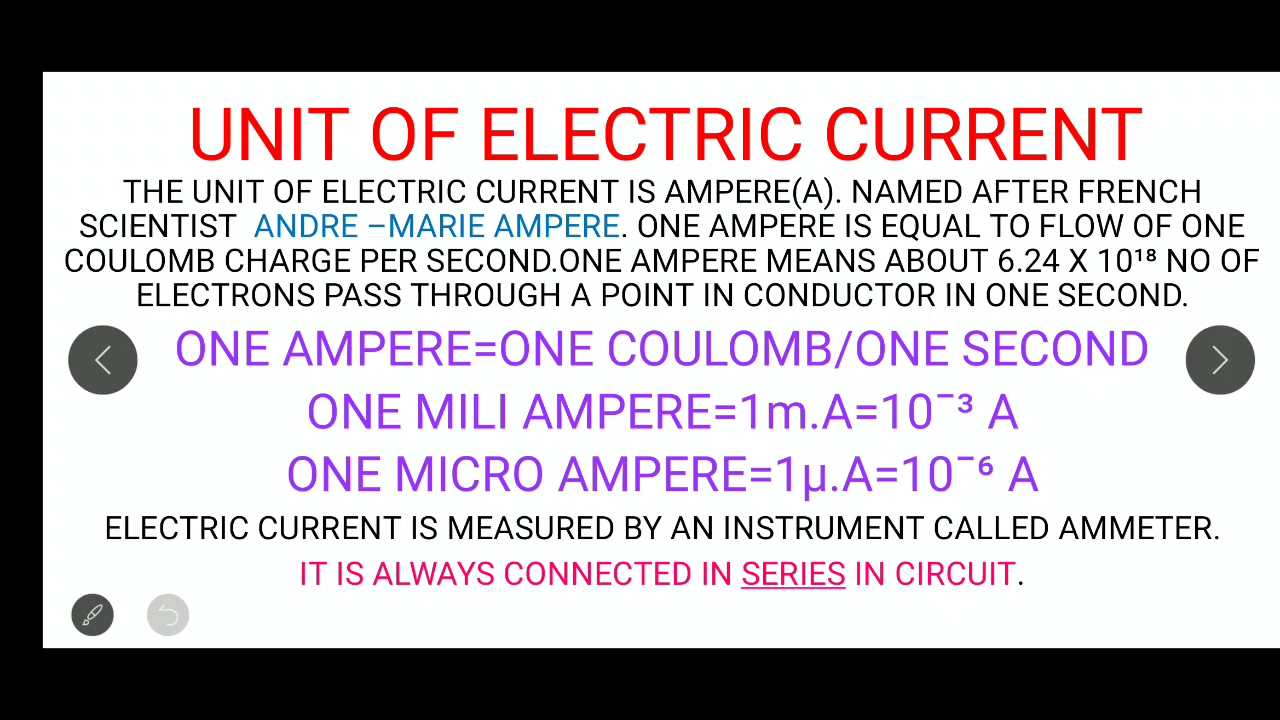 UNIT OF ELECTRIC CURRENT
THE UNIT OF ELECTRIC CURRENT IS AMPERE(A). NAMED AFTER FRENCH
SCIENTIST  ANDRE –MARIE AMPERE. ONE AMPERE IS EQUAL TO FLOW OF ONE
COULOMB CHARGE PER SECOND.ONE AMPERE MEANS ABOUT 6.24 X 10¹⁸ NO OF
ELECTRONS PASS THROUGH A POINT IN CONDUCTOR IN ONE SECOND.
ONE AMPERE=ONE COULOMB/ONE SECOND
ONE MILI AMPERE=1m.A=10¯³ A
ONE MICRO AMPERE=1µ.A=10¯⁶ A
ELECTRIC CURRENT IS MEASURED BY AN INSTRUMENT CALLED AMMETER.
IT IS ALWAYS CONNECTED IN SERIES IN CIRCUIT.